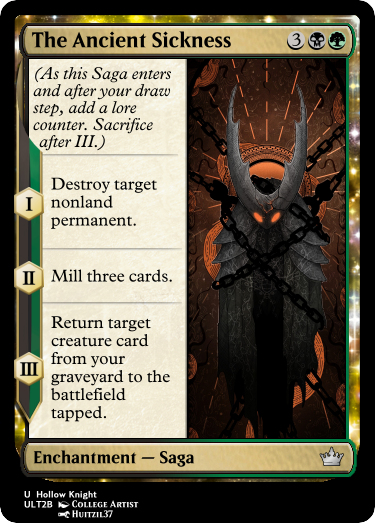 The Ancient Sickness 3
(As this Saga enters
and after your draw
step, add a lore
counter. Sacrifice
after III.)
I
Destroy target
nonland
permanent.
II
Mill three cards.
III
Return target
creature card
from your
graveyard to the
battlefield
tapped.
Enchantment — Saga
U Hollow Knight
ULT2B College Artist
Huitzil37